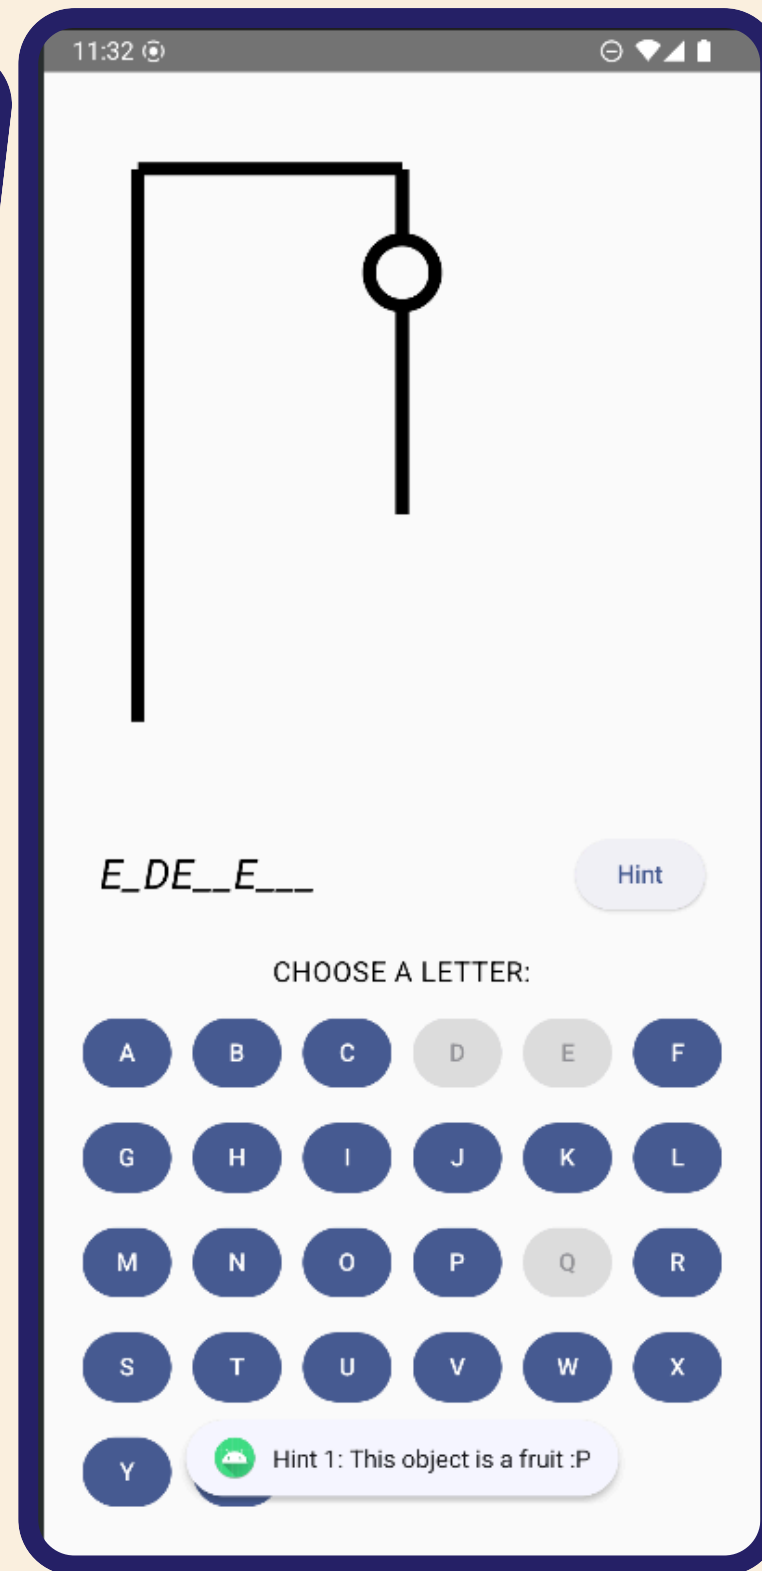 11:32
E_DE__E___
Hint
CHOOSE A LETTER:
A B C D E F
G H I J K L
M N O P Q R
S T U V W X
Y
Hint 1: This object is a fruit :P